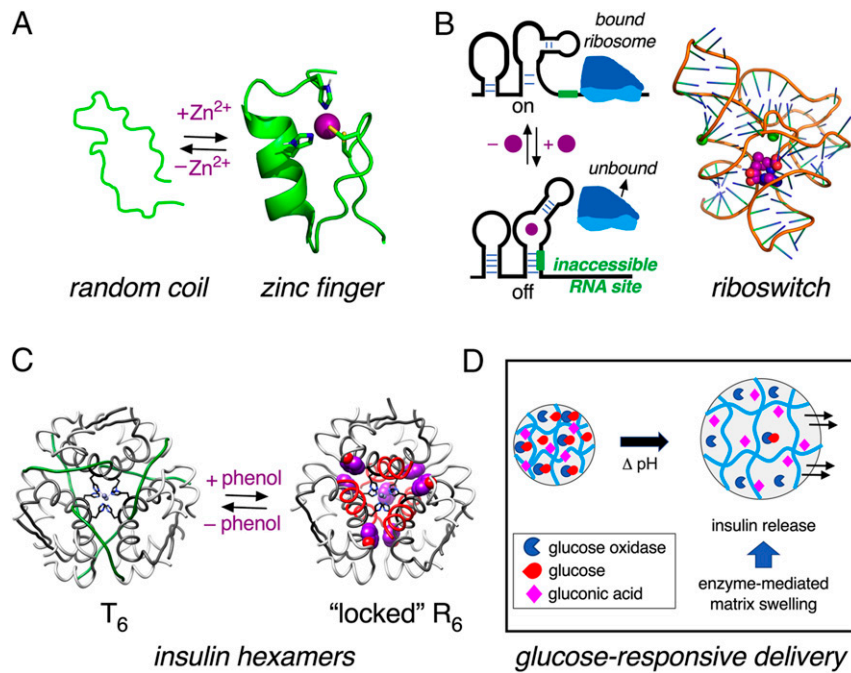 A
+Zn2+
−Zn2+
random coil
zinc finger
B
bound
ribosome
on
− +
unbound
inaccessible
RNA site
off
riboswitch
C
+ phenol
− phenol
T6
"locked" R6
insulin hexamers
D
Δ pH
insulin release
glucose oxidase
glucose
gluconic acid
enzyme-mediated
matrix swelling
glucose-responsive delivery